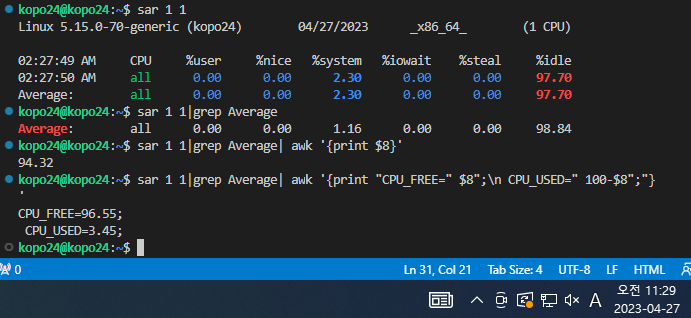 kopo24@kopo24:~$ sar 1 1
Linux 5.15.0-70-generic (kopo24) 04/27/2023 _x86_64_ (1 CPU)
02:27:49 AM CPU %user %nice %system %iowait %steal %idle
02:27:50 AM all 0.00 0.00 2.30 0.00 0.00 97.70
Average: all 0.00 0.00 2.30 0.00 0.00 97.70
kopo24@kopo24:~$ sar 1 1|grep Average
Average: all 0.00 0.00 1.16 0.00 0.00 98.84
kopo24@kopo24:~$ sar 1 1|grep Average| awk '{print $8}'
94.32
kopo24@kopo24:~$ sar 1 1|grep Average| awk '{print "CPU_FREE=" $8";\n CPU_USED=" 100-$8";"}
'
CPU_FREE=96.55;
 CPU_USED=3.45;
kopo24@kopo24:~$
0 Ln 31, Col 21 Tab Size: 4 UTF-8 LF HTML
A 오전 11:29
2023-04-27